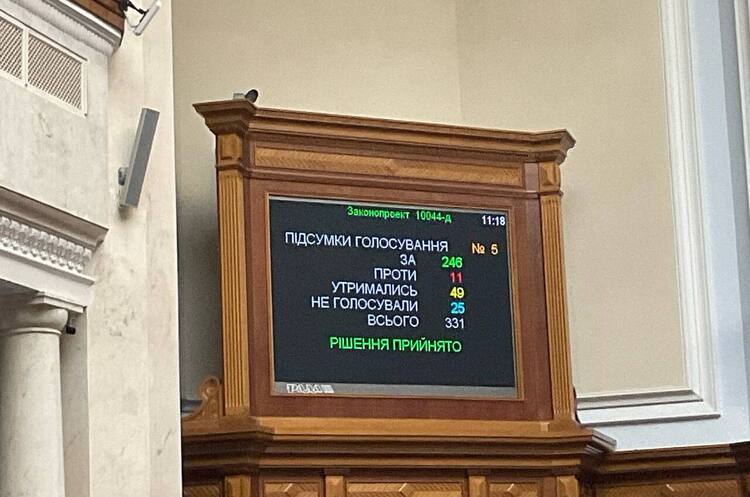 Законопроект 10044-д 11:18
ПІДСУМКИ ГОЛОСУВАННЯ № 5
ЗА 246
ПРОТИ 11
УТРИМАЛИСЬ 49
НЕ ГОЛОСУВАЛИ 25
ВСЬОГО 331
РІШЕННЯ ПРИЙНЯТО
РАДА